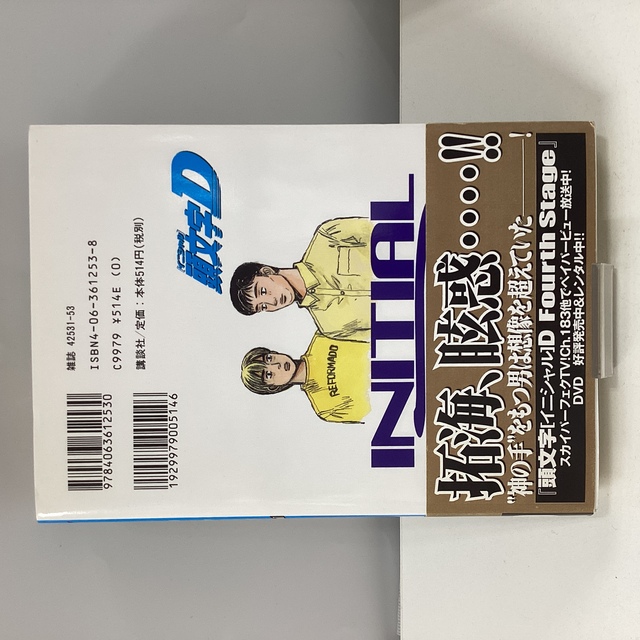 イニシャル
頭文字D
INITIAL
REFORMADO
拓海、眩惑・・・・・!!
"神の手"をもつ男は想像を超えていた——!
『頭文字[イニシャル]D Fourth Stage』
スカイパーフェクTV!Ch.183他でペイパービュー放送中!
DVD 好評発売中&レンタル中!!
雑誌 42531-53
ISBN4-06-361253-8
C9979 ¥514E (0)
講談社/定価:本体514円(税別)
9784063612530
1929979005146